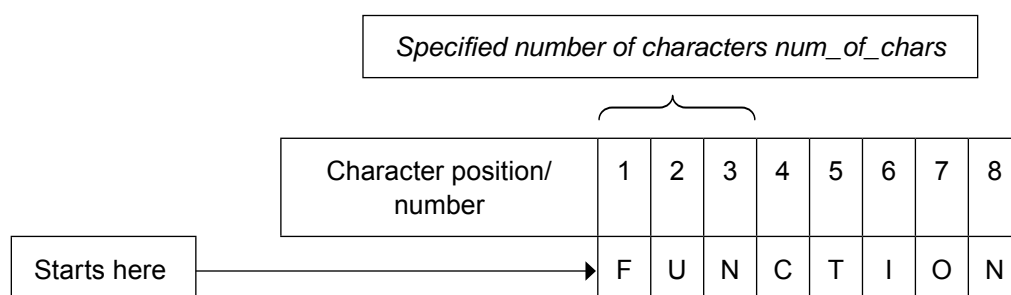 Specified number of characters num_of_chars
Character position/
number
1 2 3 4 5 6 7 8
Starts here
F U N C T I O N